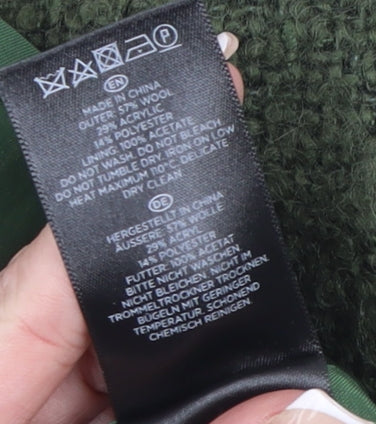 P
EN
MADE IN CHINA
OUTER: 57% WOOL
29% ACRYLIC
14% POLYESTER
LINING: 100% ACETATE
DO NOT WASH. DO NOT BLEACH
DO NOT TUMBLE DRY. IRON ON LOW
HEAT MAXIMUM 110°C. DELICATE
DRY CLEAN
DE
HERGESTELLT IN CHINA
ÄUSSERE: 57% WOLLE
29% ACRYL
14% POLYESTER
FUTTER: 100% ACETAT
BITTE NICHT WASCHEN.
NICHT BLEICHEN. NICHT IM
TROMMELTROCKNER TROCKNEN.
BÜGELN MIT GERINGER
TEMPERATUR. SCHONEND
CHEMISCH REINIGEN.